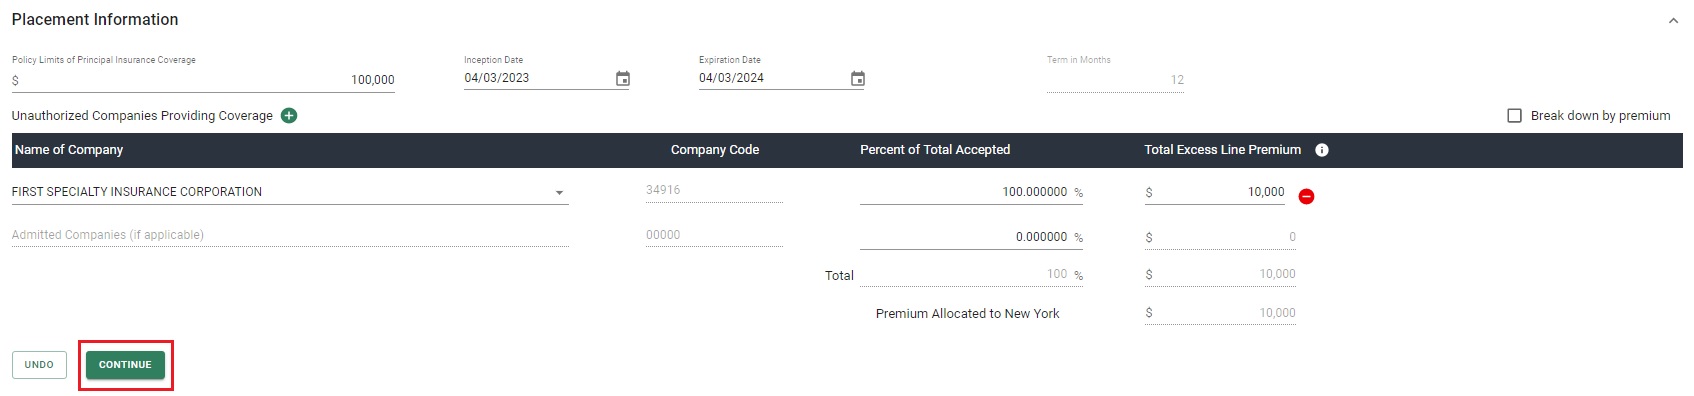 Placement Information
Policy Limits of Principal Insurance Coverage Inception Date Expiration Date Term in Months
$ 100,000 04/03/2023 04/03/2024 12
Unauthorized Companies Providing Coverage Break down by premium
Name of Company Company Code Percent of Total Accepted Total Excess Line Premium
FIRST SPECIALTY INSURANCE CORPORATION 34916 100.000000 % $ 10,000
Admitted Companies (if applicable) 00000 0.000000 % $ 0
Total 100 % $ 10,000
Premium Allocated to New York $ 10,000
UNDO CONTINUE